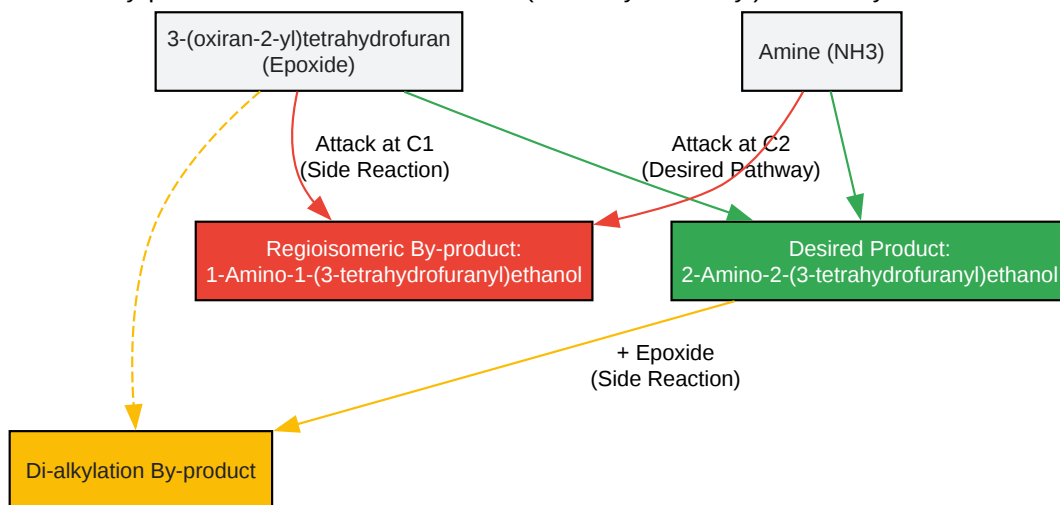 3-(oxiran-2-yl)tetrahydrofuran
(Epoxide)
Amine (NH3)
Attack at C1
(Side Reaction)
Attack at C2
(Desired Pathway)
Regioisomeric By-product:
1-Amino-1-(3-tetrahydrofuranyl)ethanol
Desired Product:
2-Amino-2-(3-tetrahydrofuranyl)ethanol
+ Epoxide
(Side Reaction)
Di-alkylation By-product